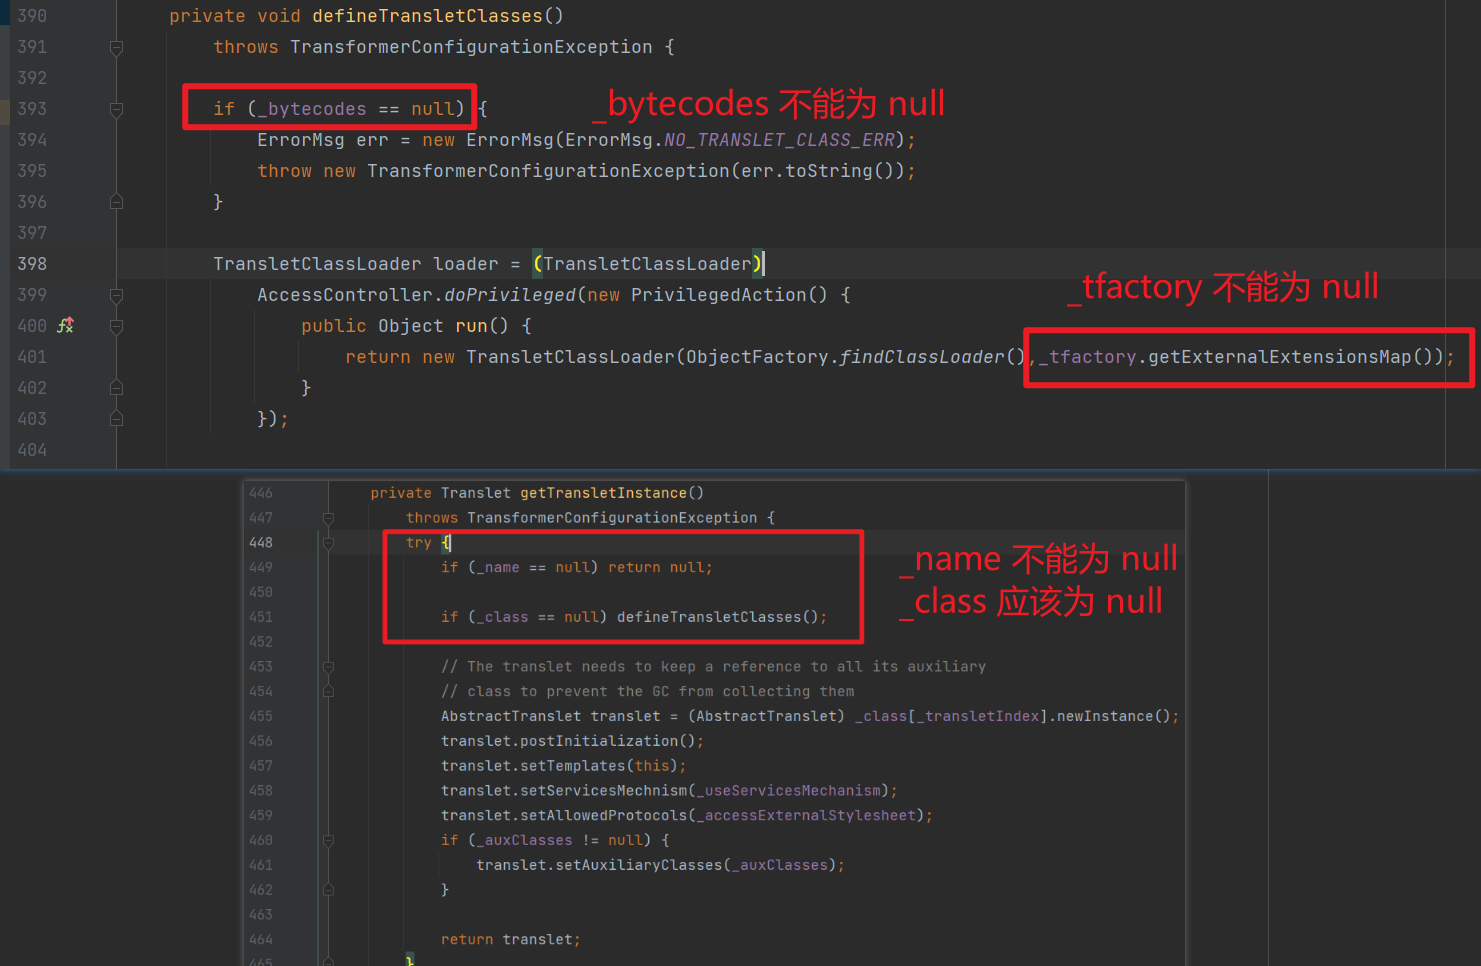 390 private void defineTransletClasses()
391 throws TransformerConfigurationException {
392
393 if (_bytecodes == null) { _bytecodes 不能为 null
394 ErrorMsg err = new ErrorMsg(ErrorMsg.NO_TRANSLET_CLASS_ERR);
395 throw new TransformerConfigurationException(err.toString());
396 }
397
398 TransletClassLoader loader = (TransletClassLoader)
_tfactory 不能为 null
399 AccessController.doPrivileged(new PrivilegedAction() {
400 public Object run() {
401 return new TransletClassLoader(ObjectFactory.findClassLoader(),_tfactory.getExternalExtensionsMap());
402 }
403 });
404
446 private Translet getTransletInstance()
447 throws TransformerConfigurationException {
448 try {
_name 不能为 null
449 if (_name == null) return null;
450
_class 应该为 null
451 if (_class == null) defineTransletClasses();
452
453 // The translet needs to keep a reference to all its auxiliary
454 // class to prevent the GC from collecting them
455 AbstractTranslet translet = (AbstractTranslet) _class[_transletIndex].newInstance();
456 translet.postInitialization();
457 translet.setTemplates(this);
458 translet.setServicesMechnism(_useServicesMechanism);
459 translet.setAllowedProtocols(_accessExternalStylesheet);
460 if (_auxClasses != null) {
461 translet.setAuxiliaryClasses(_auxClasses);
462 }
463
464 return translet;
465 }